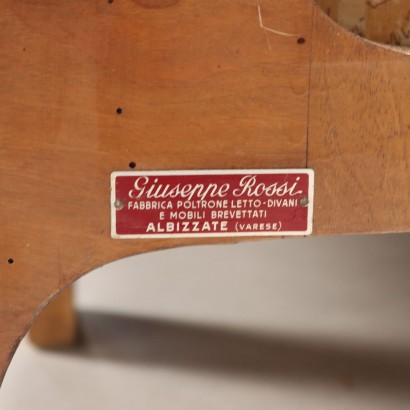 Giuseppe Rossi
FABBRICA POLTRONE LETTO-DIVANI
E MOBILI BREVETTATI
ALBIZZATE (VARESE)